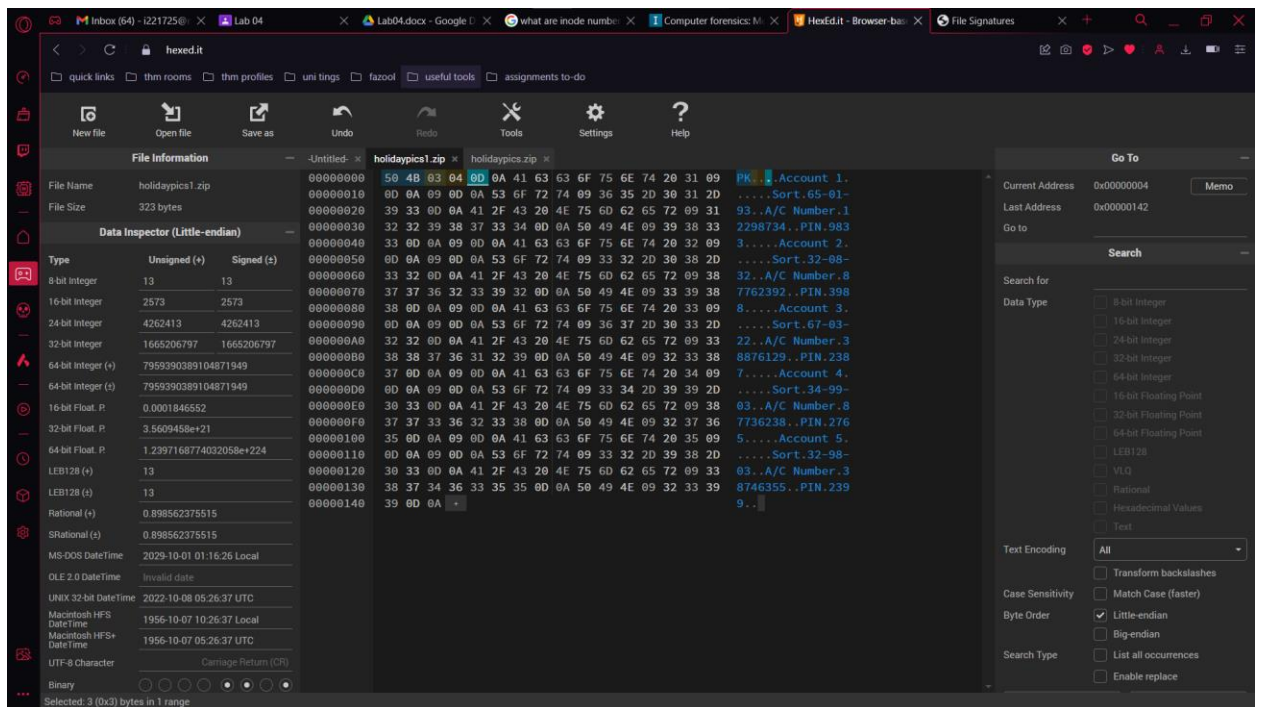 Inbox (64) - i221725@
Lab 04
Lab04.docx - Google D
what are inode number
Computer forensics: M
HexEd.it - Browser-bas
File Signatures
hexed.it
quick links
thm rooms
thm profiles
uni tings
fazool
useful tools
assignments to-do
New file
Open file
Save as
Undo
Redo
Tools
Settings
Help
File Information
File Name holidaypics1.zip
File Size 323 bytes
Data Inspector (Little-endian)
Type Unsigned (+) Signed (±)
8-bit Integer 13 13
16-bit Integer 2573 2573
24-bit Integer 4262413 4262413
32-bit Integer 1665206797 1665206797
64-bit Integer (+) 7959390389104871949
64-bit Integer (±) 7959390389104871949
16-bit Float. P. 0.0001846552
32-bit Float. P. 3.5609458e+21
64-bit Float. P. 1.2397168774032058e+224
LEB128 (+) 13
LEB128 (±) 13
Rational (+) 0.898562375515
SRational (±) 0.898562375515
MS-DOS DateTime 2029-10-01 01:16:26 Local
OLE 2.0 DateTime Invalid date
UNIX 32-bit DateTime 2022-10-08 05:26:37 UTC
Macintosh HFS DateTime 1956-10-07 10:26:37 Local
Macintosh HFS+ DateTime 1956-10-07 05:26:37 UTC
UTF-8 Character Carriage Return (CR)
Binary
Selected: 3 (0x3) bytes in 1 range
-Untitled- × holidaypics1.zip × holidaypics.zip ×
00000000 50 4B 03 04 0D 0A 41 63 63 6F 75 6E 74 20 31 09 PK....Account 1.
00000010 0D 0A 09 0D 0A 53 6F 72 74 09 36 35 2D 30 31 2D .....Sort.65-01-
00000020 39 33 0D 0A 41 2F 43 20 4E 75 6D 62 65 72 09 31 93..A/C Number.1
00000030 32 32 39 38 37 33 34 0D 0A 50 49 4E 09 39 38 33 2298734..PIN.983
00000040 33 0D 0A 09 0D 0A 41 63 63 6F 75 6E 74 20 32 09 3.....Account 2.
00000050 0D 0A 09 0D 0A 53 6F 72 74 09 33 32 2D 30 38 2D .....Sort.32-08-
00000060 33 32 0D 0A 41 2F 43 20 4E 75 6D 62 65 72 09 38 32..A/C Number.8
00000070 37 37 36 32 33 39 32 0D 0A 50 49 4E 09 33 39 38 7762392..PIN.398
00000080 38 0D 0A 09 0D 0A 41 63 63 6F 75 6E 74 20 33 09 8.....Account 3.
00000090 0D 0A 09 0D 0A 53 6F 72 74 09 36 37 2D 30 33 2D .....Sort.67-03-
000000A0 32 32 0D 0A 41 2F 43 20 4E 75 6D 62 65 72 09 33 22..A/C Number.3
000000B0 38 38 37 36 31 32 39 0D 0A 50 49 4E 09 32 33 38 8876129..PIN.238
000000C0 37 0D 0A 09 0D 0A 41 63 63 6F 75 6E 74 20 34 09 7.....Account 4.
000000D0 0D 0A 09 0D 0A 53 6F 72 74 09 33 34 2D 39 39 2D .....Sort.34-99-
000000E0 30 33 0D 0A 41 2F 43 20 4E 75 6D 62 65 72 09 38 03..A/C Number.8
000000F0 37 37 33 36 32 33 38 0D 0A 50 49 4E 09 32 37 36 7736238..PIN.276
00000100 35 0D 0A 09 0D 0A 41 63 63 6F 75 6E 74 20 35 09 5.....Account 5.
00000110 0D 0A 09 0D 0A 53 6F 72 74 09 33 32 2D 39 38 2D .....Sort.32-98-
00000120 30 33 0D 0A 41 2F 43 20 4E 75 6D 62 65 72 09 33 03..A/C Number.3
00000130 38 37 34 36 33 35 35 0D 0A 50 49 4E 09 32 33 39 8746355..PIN.239
00000140 39 0D 0A 9..
Go To
Current Address 0x00000004 Memo
Last Address 0x00000142
Go to
Search
Search for
Data Type 8-bit Integer
16-bit Integer
24-bit Integer
32-bit Integer
64-bit Integer
16-bit Floating Point
32-bit Floating Point
64-bit Floating Point
LEB128
VLQ
Rational
Hexadecimal Values
Text
Text Encoding All
Transform backslashes
Case Sensitivity Match Case (faster)
Byte Order Little-endian
Big-endian
Search Type List all occurrences
Enable replace